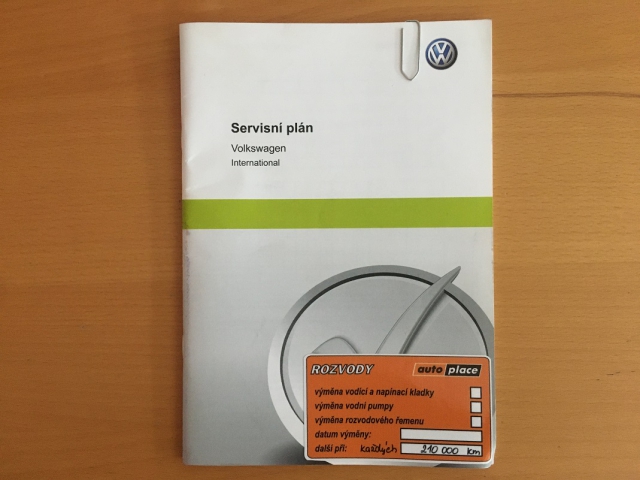 Servisní plán
Volkswagen
International
ROZVODY auto place
výměna vodící a napínací kladky
výměna vodní pumpy
výměna rozvodového řemenu
datum výměny:
další při: každých 210 000 km